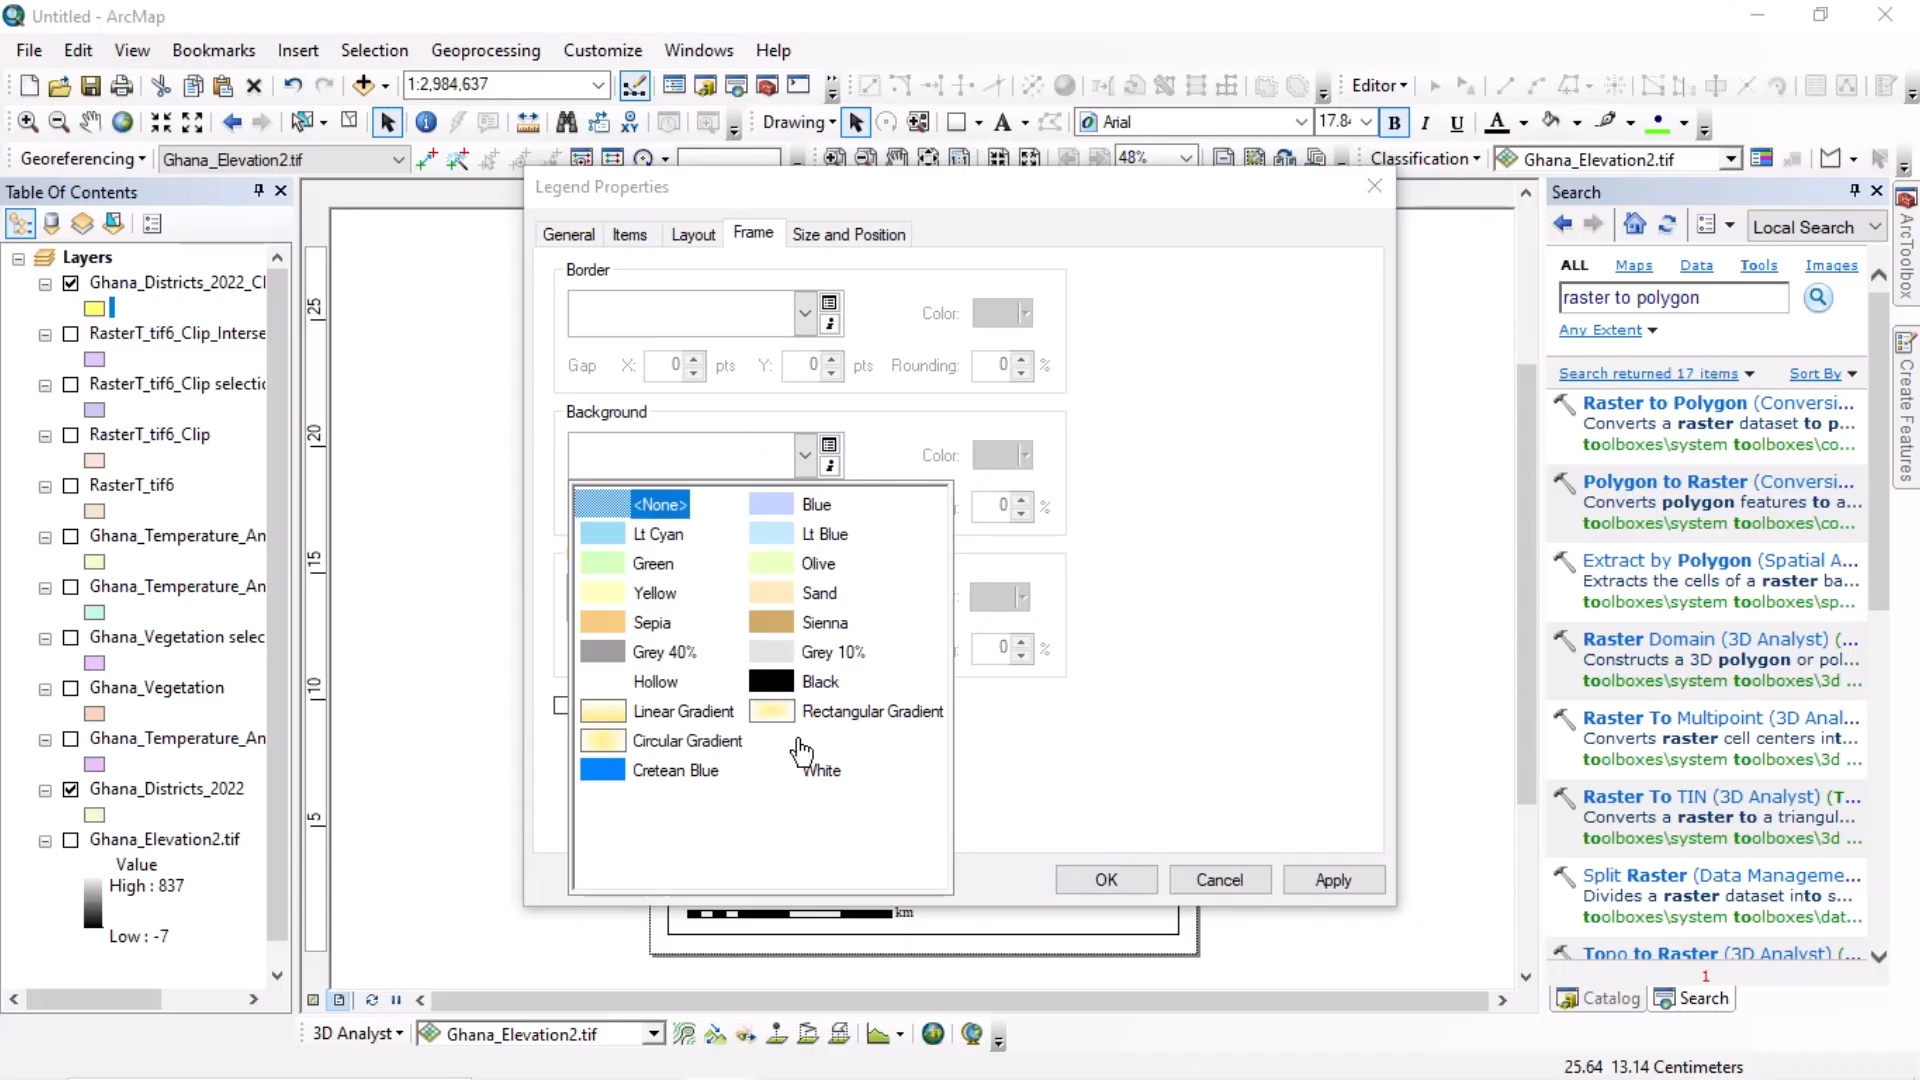 Untitled - ArcMap
File Edit View Bookmarks Insert Selection Geoprocessing Customize Windows Help
1:2,984,637 Editor
Drawing A Arial 17.84 B I U A
Georeferencing Ghana_Elevation2.tif 48% Classification Ghana_Elevation2.tif
Table Of Contents
Layers
Ghana_Districts_2022_Cl
RasterT_tif6_Clip_Interse
RasterT_tif6_Clip selectic
RasterT_tif6_Clip
RasterT_tif6
Ghana_Temperature_An
Ghana_Temperature_An
Ghana_Vegetation selec
Ghana_Vegetation
Ghana_Temperature_An
Ghana_Districts_2022
Ghana_Elevation2.tif
Value
High : 837
Low : -7
25
20
15
10
5
Legend Properties
General Items Layout Frame Size and Position
Border
Color:
Gap X: 0 pts Y: 0 pts Rounding: 0 %
Background
Color:
0 %
0 %
<None> Blue
Lt Cyan Lt Blue
Green Olive
Yellow Sand
Sepia Sienna
Grey 40% Grey 10%
Hollow Black
Linear Gradient Rectangular Gradient
Circular Gradient
Cretean Blue White
OK Cancel Apply
km
Search
Local Search
ALL Maps Data Tools Images
raster to polygon
Any Extent
Search returned 17 items Sort By
Raster to Polygon (Conversi...
Converts a raster dataset to p...
toolboxes\system toolboxes\co...
Polygon to Raster (Conversi...
Converts polygon features to a...
toolboxes\system toolboxes\co...
Extract by Polygon (Spatial A...
Extracts the cells of a raster ba...
toolboxes\system toolboxes\sp...
Raster Domain (3D Analyst) (...
Constructs a 3D polygon or pol...
toolboxes\system toolboxes\3d ...
Raster To Multipoint (3D Anal...
Converts raster cell centers int...
toolboxes\system toolboxes\3d ...
Raster To TIN (3D Analyst) (T...
Converts a raster to a triangul...
toolboxes\system toolboxes\3d ...
Split Raster (Data Manageme...
Divides a raster dataset into s...
toolboxes\system toolboxes\dat...
Topo to Raster (3D Analyst) (...
1
Catalog Search
ArcToolbox
Create Features
3D Analyst Ghana_Elevation2.tif
25.64 13.14 Centimeters